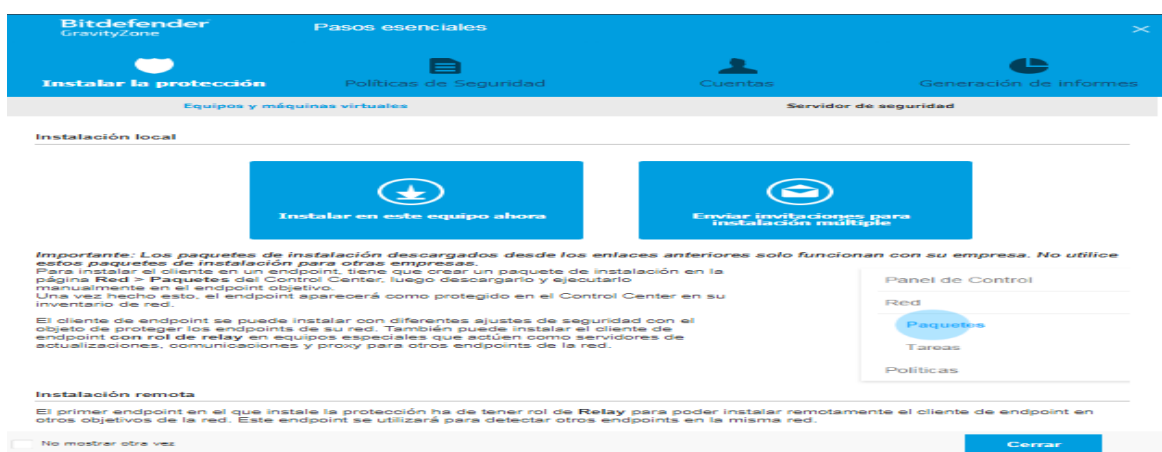 Bitdefender
GravityZone
Pasos esenciales
Instalar la protección
Políticas de Seguridad
Cuentas
Generación de informes
Equipos y máquinas virtuales
Servidor de seguridad
Instalación local
Instalar en este equipo ahora
Enviar invitaciones para
instalación múltiple
Importante: Los paquetes de instalación descargados desde los enlaces anteriores solo funcionan con su empresa. No utilice
estos paquetes de instalación para otras empresas.
Para instalar el cliente en un endpoint, tiene que crear un paquete de instalación en la
página Red > Paquetes del Control Center, luego descargarlo y ejecutarlo
manualmente en el endpoint objetivo.
Una vez hecho esto, el endpoint aparecerá como protegido en el Control Center en su
inventario de red.
El cliente de endpoint se puede instalar con diferentes ajustes de seguridad con el
objeto de proteger los endpoints de su red. También puede instalar el cliente de
endpoint con rol de relay en equipos especiales que actúen como servidores de
actualizaciones, comunicaciones y proxy para otros endpoints de la red.
Panel de Control
Red
Paquetes
Tareas
Políticas
Instalación remota
El primer endpoint en el que instale la protección ha de tener rol de Relay para poder instalar remotamente el cliente de endpoint en
otros objetivos de la red. Este endpoint se utilizará para detectar otros endpoints en la misma red.
No mostrar otra vez
Cerrar